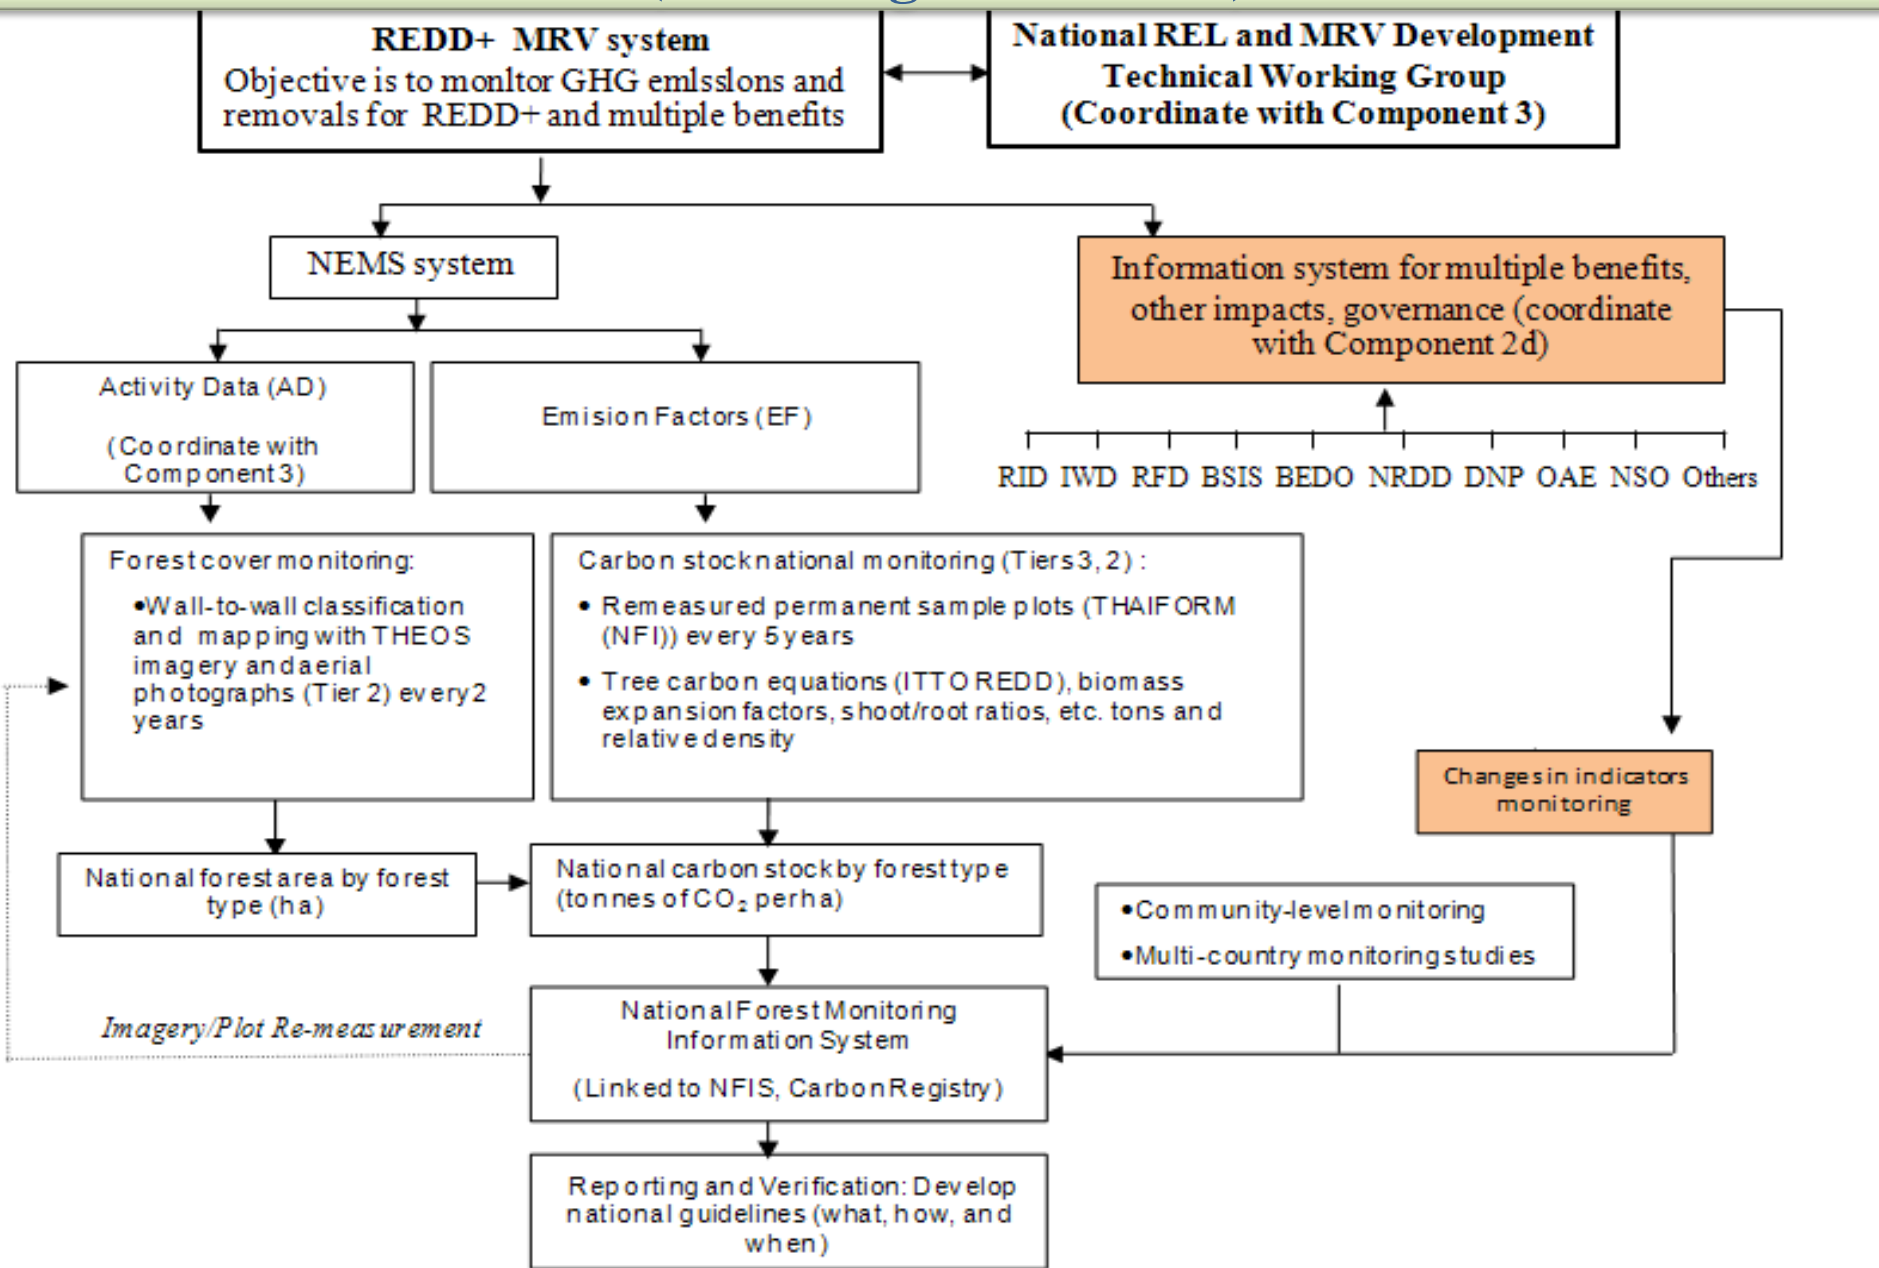 REDD+ MRV system
Objective is to monltor GHG emlsslons and
removals for REDD+ and multiple benefits
National REL and MRV Development
Technical Working Group
(Coordinate with Component 3)
NEMS system
Information system for multiple benefits,
other impacts, governance (coordinate
with Component 2d)
Activity Data (AD)
(Coordinate with
Component 3)
Emision Factors (EF)
RID IWD RFD BSIS BEDO NRDD DNP OAE NSO Others
Forest cover monitoring:
•Wall-to-wall classification
and mapping with THEOS
imagery and aerial
photographs (Tier 2) every 2
years
Carbon stock national monitoring (Tiers 3, 2) :
• Remeasured permanent sample plots (THAIFORM
(NFI)) every 5 years
• Tree carbon equations (ITTO REDD), biomass
expansion factors, shoot/root ratios, etc. tons and
relative density
Changes in indicators
monitoring
National forest area by forest
type (ha)
National carbon stock by forest type
(tonnes of CO₂ per ha)
•Community-level monitoring
•Multi-country monitoring studies
Imagery/Plot Re-measurement
National Forest Monitoring
Information System
(Linked to NFIS, Carbon Registry)
Reporting and Verification: Develop
national guidelines (what, how, and
when)